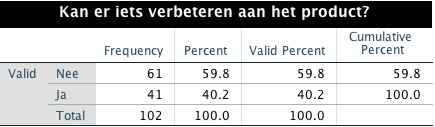 Kan er iets verbeteren aan het product?
Frequency Percent Valid Percent Cumulative Percent
Valid Nee 61 59.8 59.8 59.8
Ja 41 40.2 40.2 100.0
Total 102 100.0 100.0